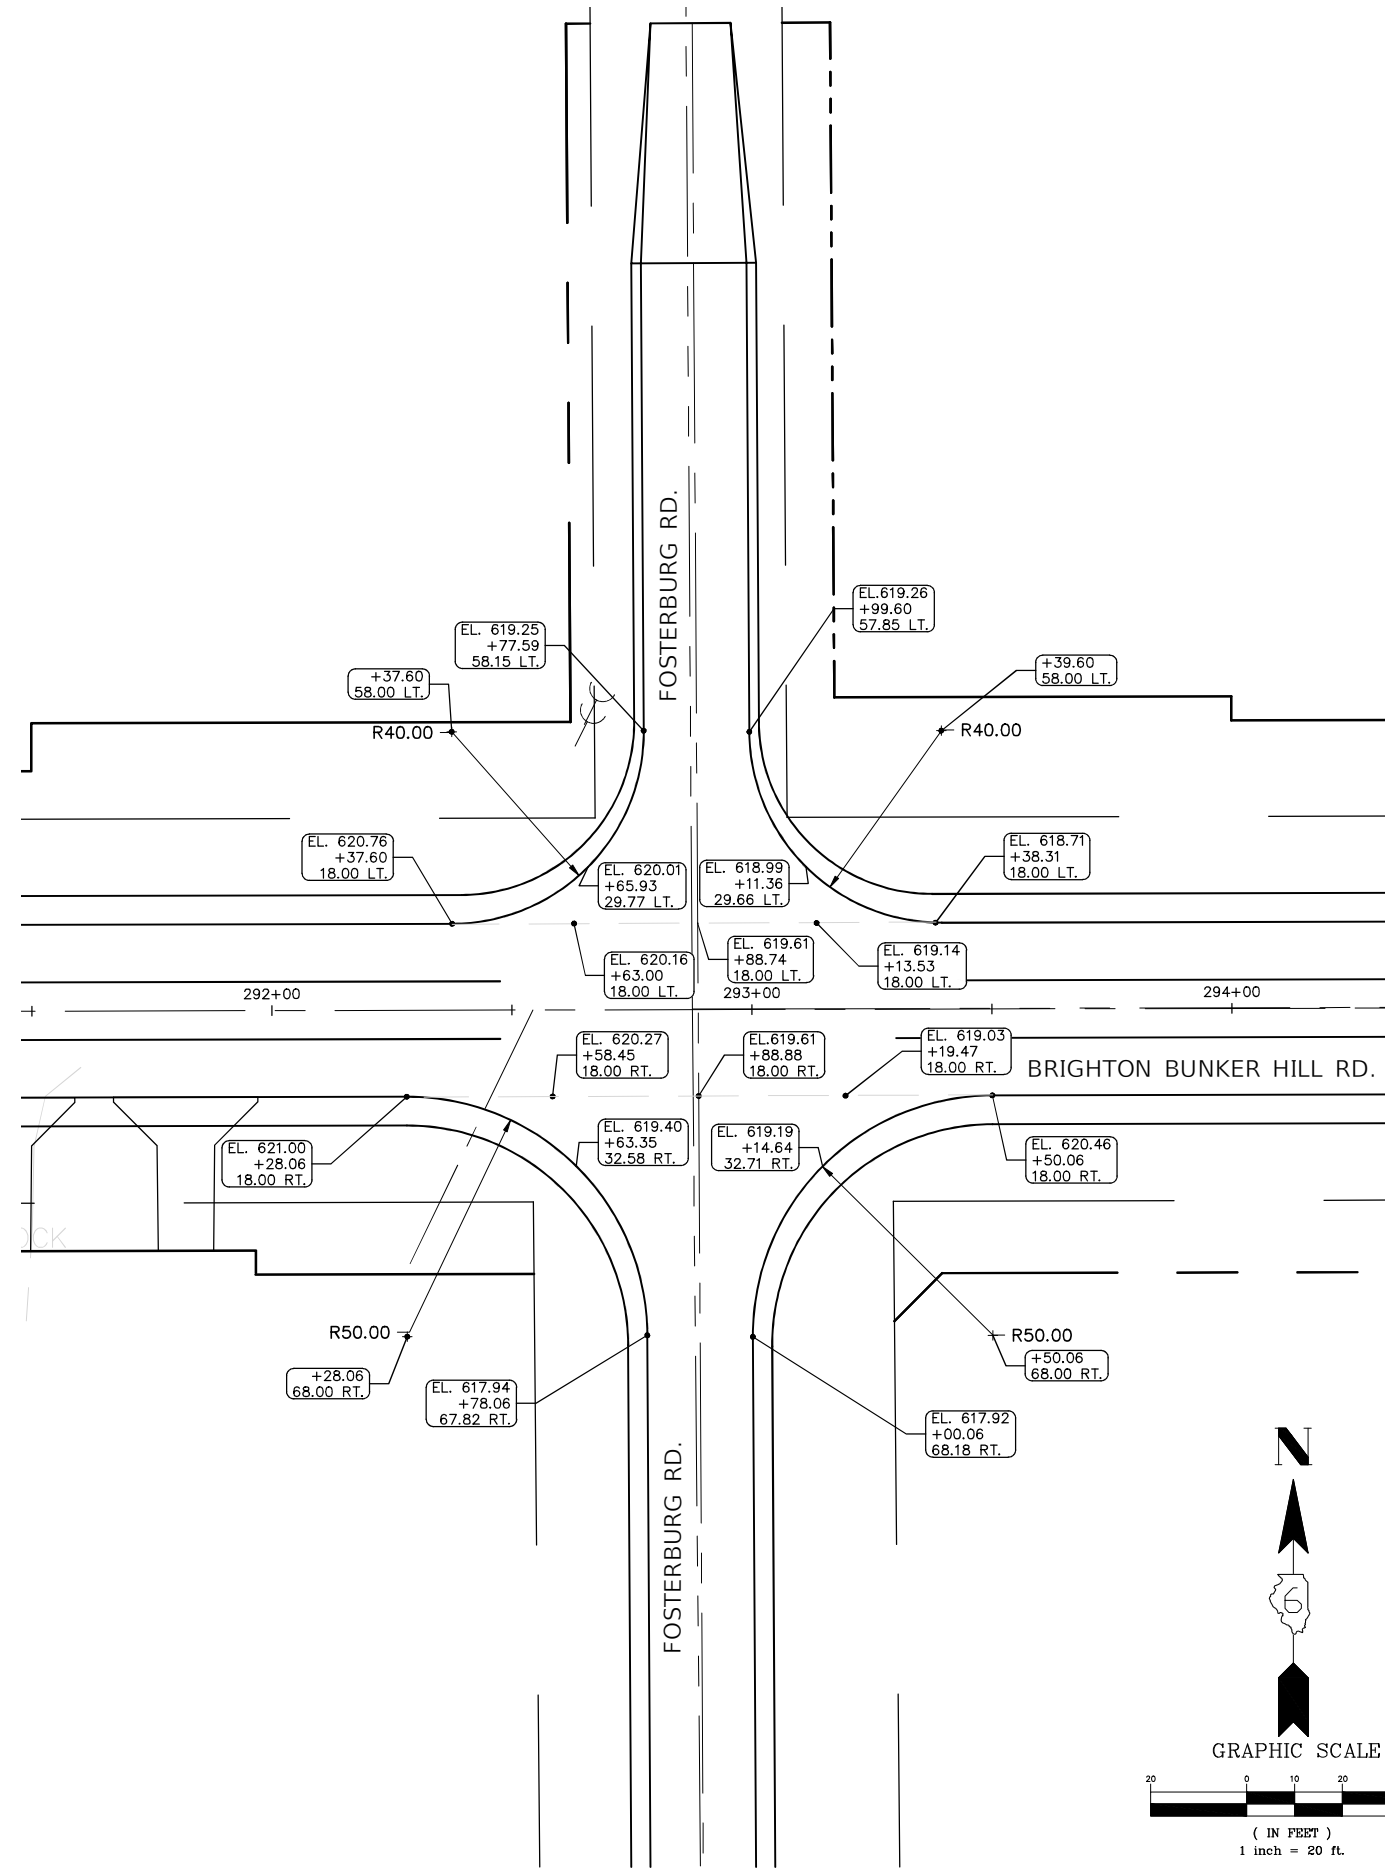 FOSTERBURG RD.
EL.619.26
+99.60
57.85 LT.
EL. 619.25
+77.59
58.15 LT.
+37.60
58.00 LT.
+39.60
58.00 LT.
R40.00
R40.00
EL. 620.76
+37.60
18.00 LT.
EL. 620.01
+65.93
29.77 LT.
EL. 618.99
+11.36
29.66 LT.
EL. 618.71
+38.31
18.00 LT.
EL. 620.16
+63.00
18.00 LT.
EL. 619.61
+88.74
18.00 LT.
EL. 619.14
+13.53
18.00 LT.
292+00
293+00
294+00
EL. 620.27
+58.45
18.00 RT.
EL.619.61
+88.88
18.00 RT.
EL. 619.03
+19.47
18.00 RT.
BRIGHTON BUNKER HILL RD.
EL. 621.00
+28.06
18.00 RT.
EL. 619.40
+63.35
32.58 RT.
EL. 619.19
+14.64
32.71 RT.
EL. 620.46
+50.06
18.00 RT.
OCK
R50.00
R50.00
+28.06
68.00 RT.
+50.06
68.00 RT.
EL. 617.94
+78.06
67.82 RT.
EL. 617.92
+00.06
68.18 RT.
FOSTERBURG RD.
N
6
GRAPHIC SCALE
20 0 10 20
( IN FEET )
1 inch = 20 ft.